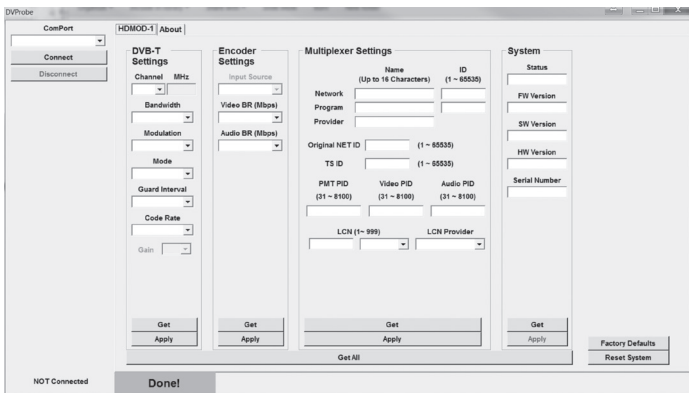 DVProbe
ComPort
Connect
Disconnect
HDMOD-1 About
DVB-T
Settings
Channel MHz
Bandwidth
Modulation
Mode
Guard Interval
Code Rate
Gain
Get
Apply
Encoder
Settings
Input Source
Video BR (Mbps)
Audio BR (Mbps)
Get
Apply
Multiplexer Settings
Name ID
(Up to 16 Characters) (1 ~ 65535)
Network
Program
Provider
Original NET ID (1 ~ 65535)
TS ID (1 ~ 65535)
PMT PID Video PID Audio PID
(31 ~ 8100) (31 ~ 8100) (31 ~ 8100)
LCN (1~ 999) LCN Provider
Get
Apply
System
Status
FW Version
SW Version
HW Version
Serial Number
Get
Apply
Get All
Factory Defaults
Reset System
NOT Connected
Done!